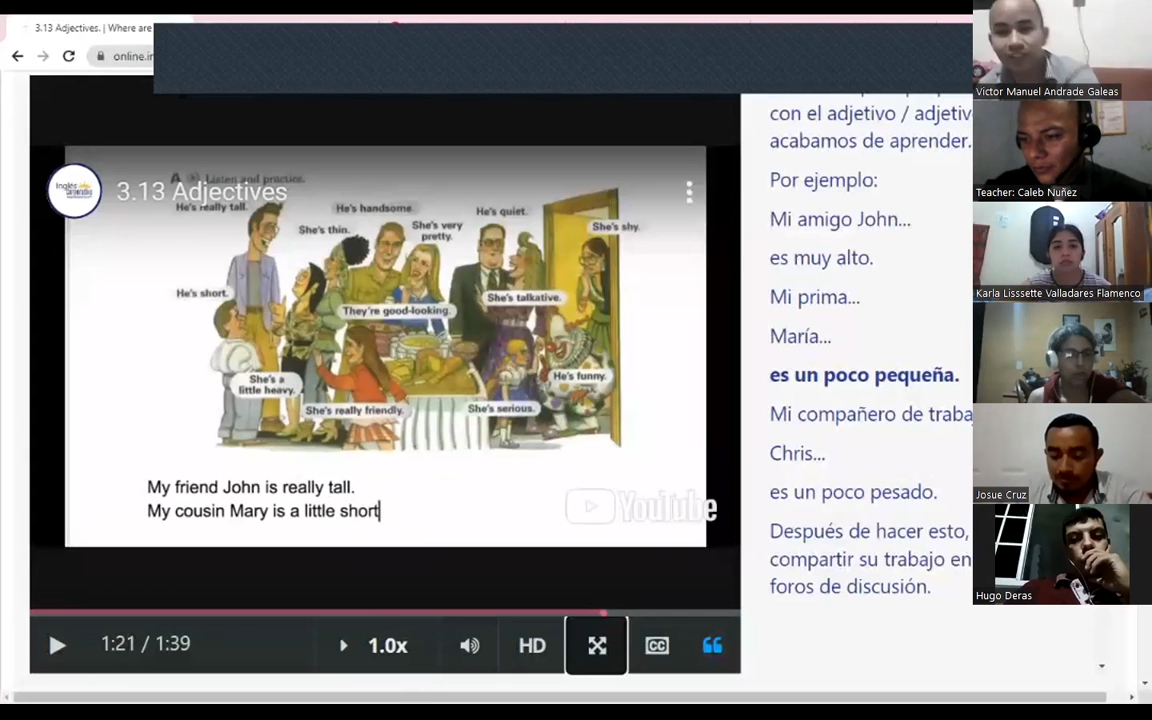 3.13 Adjectives. | Where are
online.in
3.13 Adjectives
A Listen and practice.
He's really tall.
He's handsome.
He's quiet.
She's thin.
She's very
pretty.
She's shy.
He's short.
She's talkative.
They're good-looking.
She's a
little heavy.
He's funny.
She's really friendly.
She's serious.
My friend John is really tall.
My cousin Mary is a little short
YouTube
1:21 / 1:39
1.0x
HD
CC
con el adjetivo / adjetiv
acabamos de aprender.
Por ejemplo:
Mi amigo John...
es muy alto.
Mi prima...
María...
es un poco pequeña.
Mi compañero de traba
Chris...
es un poco pesado.
Después de hacer esto,
compartir su trabajo en
foros de discusión.
Victor Manuel Andrade Galeas
Teacher: Caleb Nuñez
Karla Lisssette Valladares Flamenco
Josue Cruz
Hugo Deras